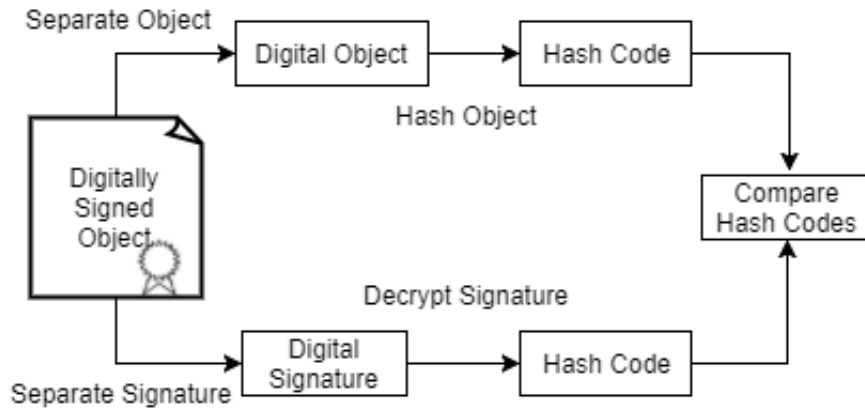 Separate Object
Digital Object
Hash Code
Hash Object
Digitally
Signed
Object
Compare
Hash Codes
Decrypt Signature
Digital
Signature
Hash Code
Separate Signature